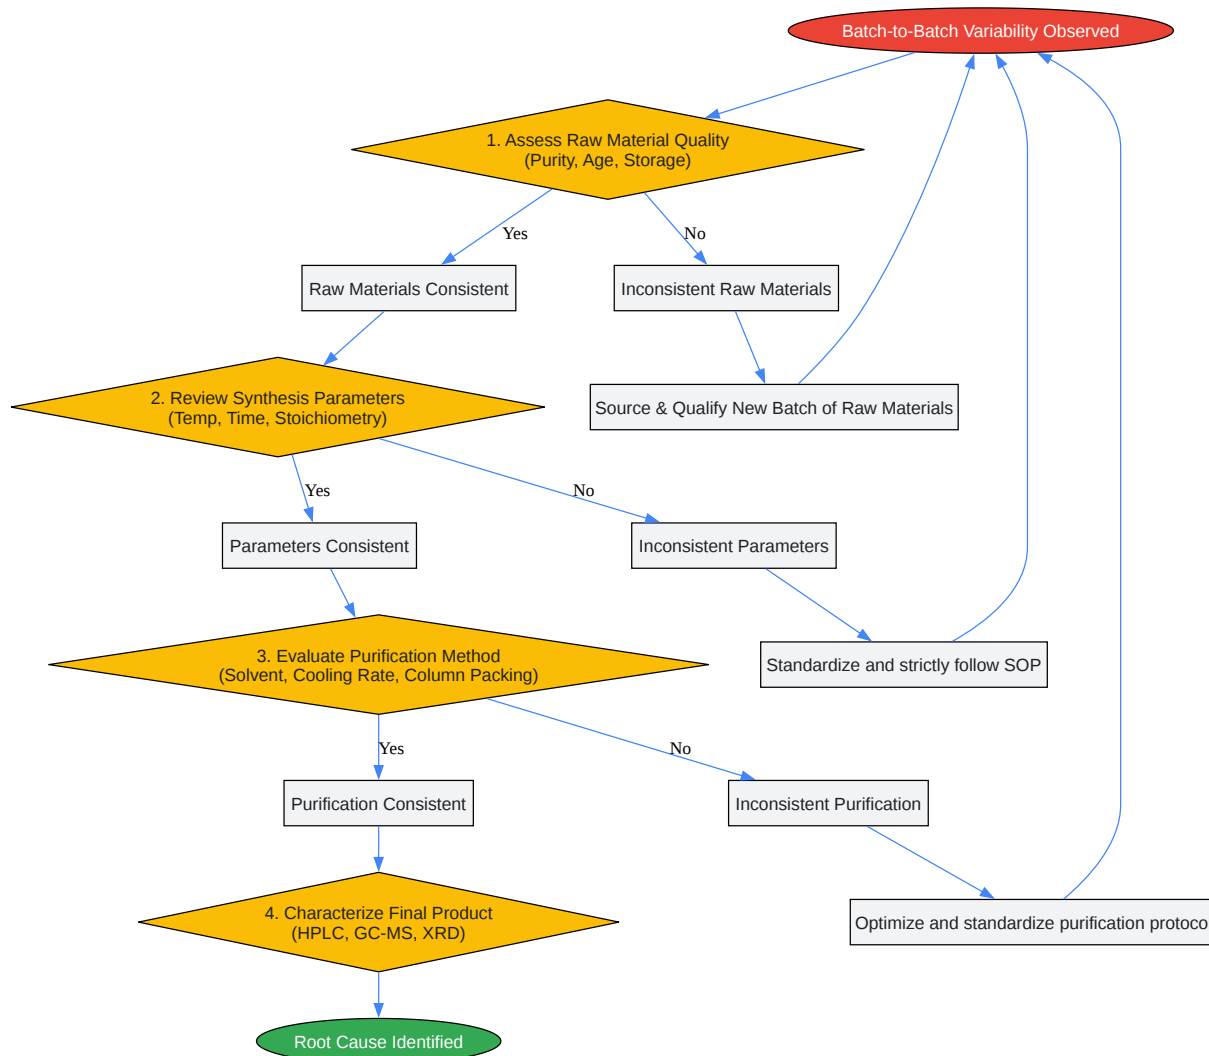 Batch-to-Batch Variability Observed
1. Assess Raw Material Quality
(Purity, Age, Storage)
Yes
No
Raw Materials Consistent
Inconsistent Raw Materials
2. Review Synthesis Parameters
(Temp, Time, Stoichiometry)
Source & Qualify New Batch of Raw Materials
Yes
No
Parameters Consistent
Inconsistent Parameters
3. Evaluate Purification Method
(Solvent, Cooling Rate, Column Packing)
Standardize and strictly follow SOP
Yes
No
Purification Consistent
Inconsistent Purification
4. Characterize Final Product
(HPLC, GC-MS, XRD)
Optimize and standardize purification protoco
Root Cause Identified